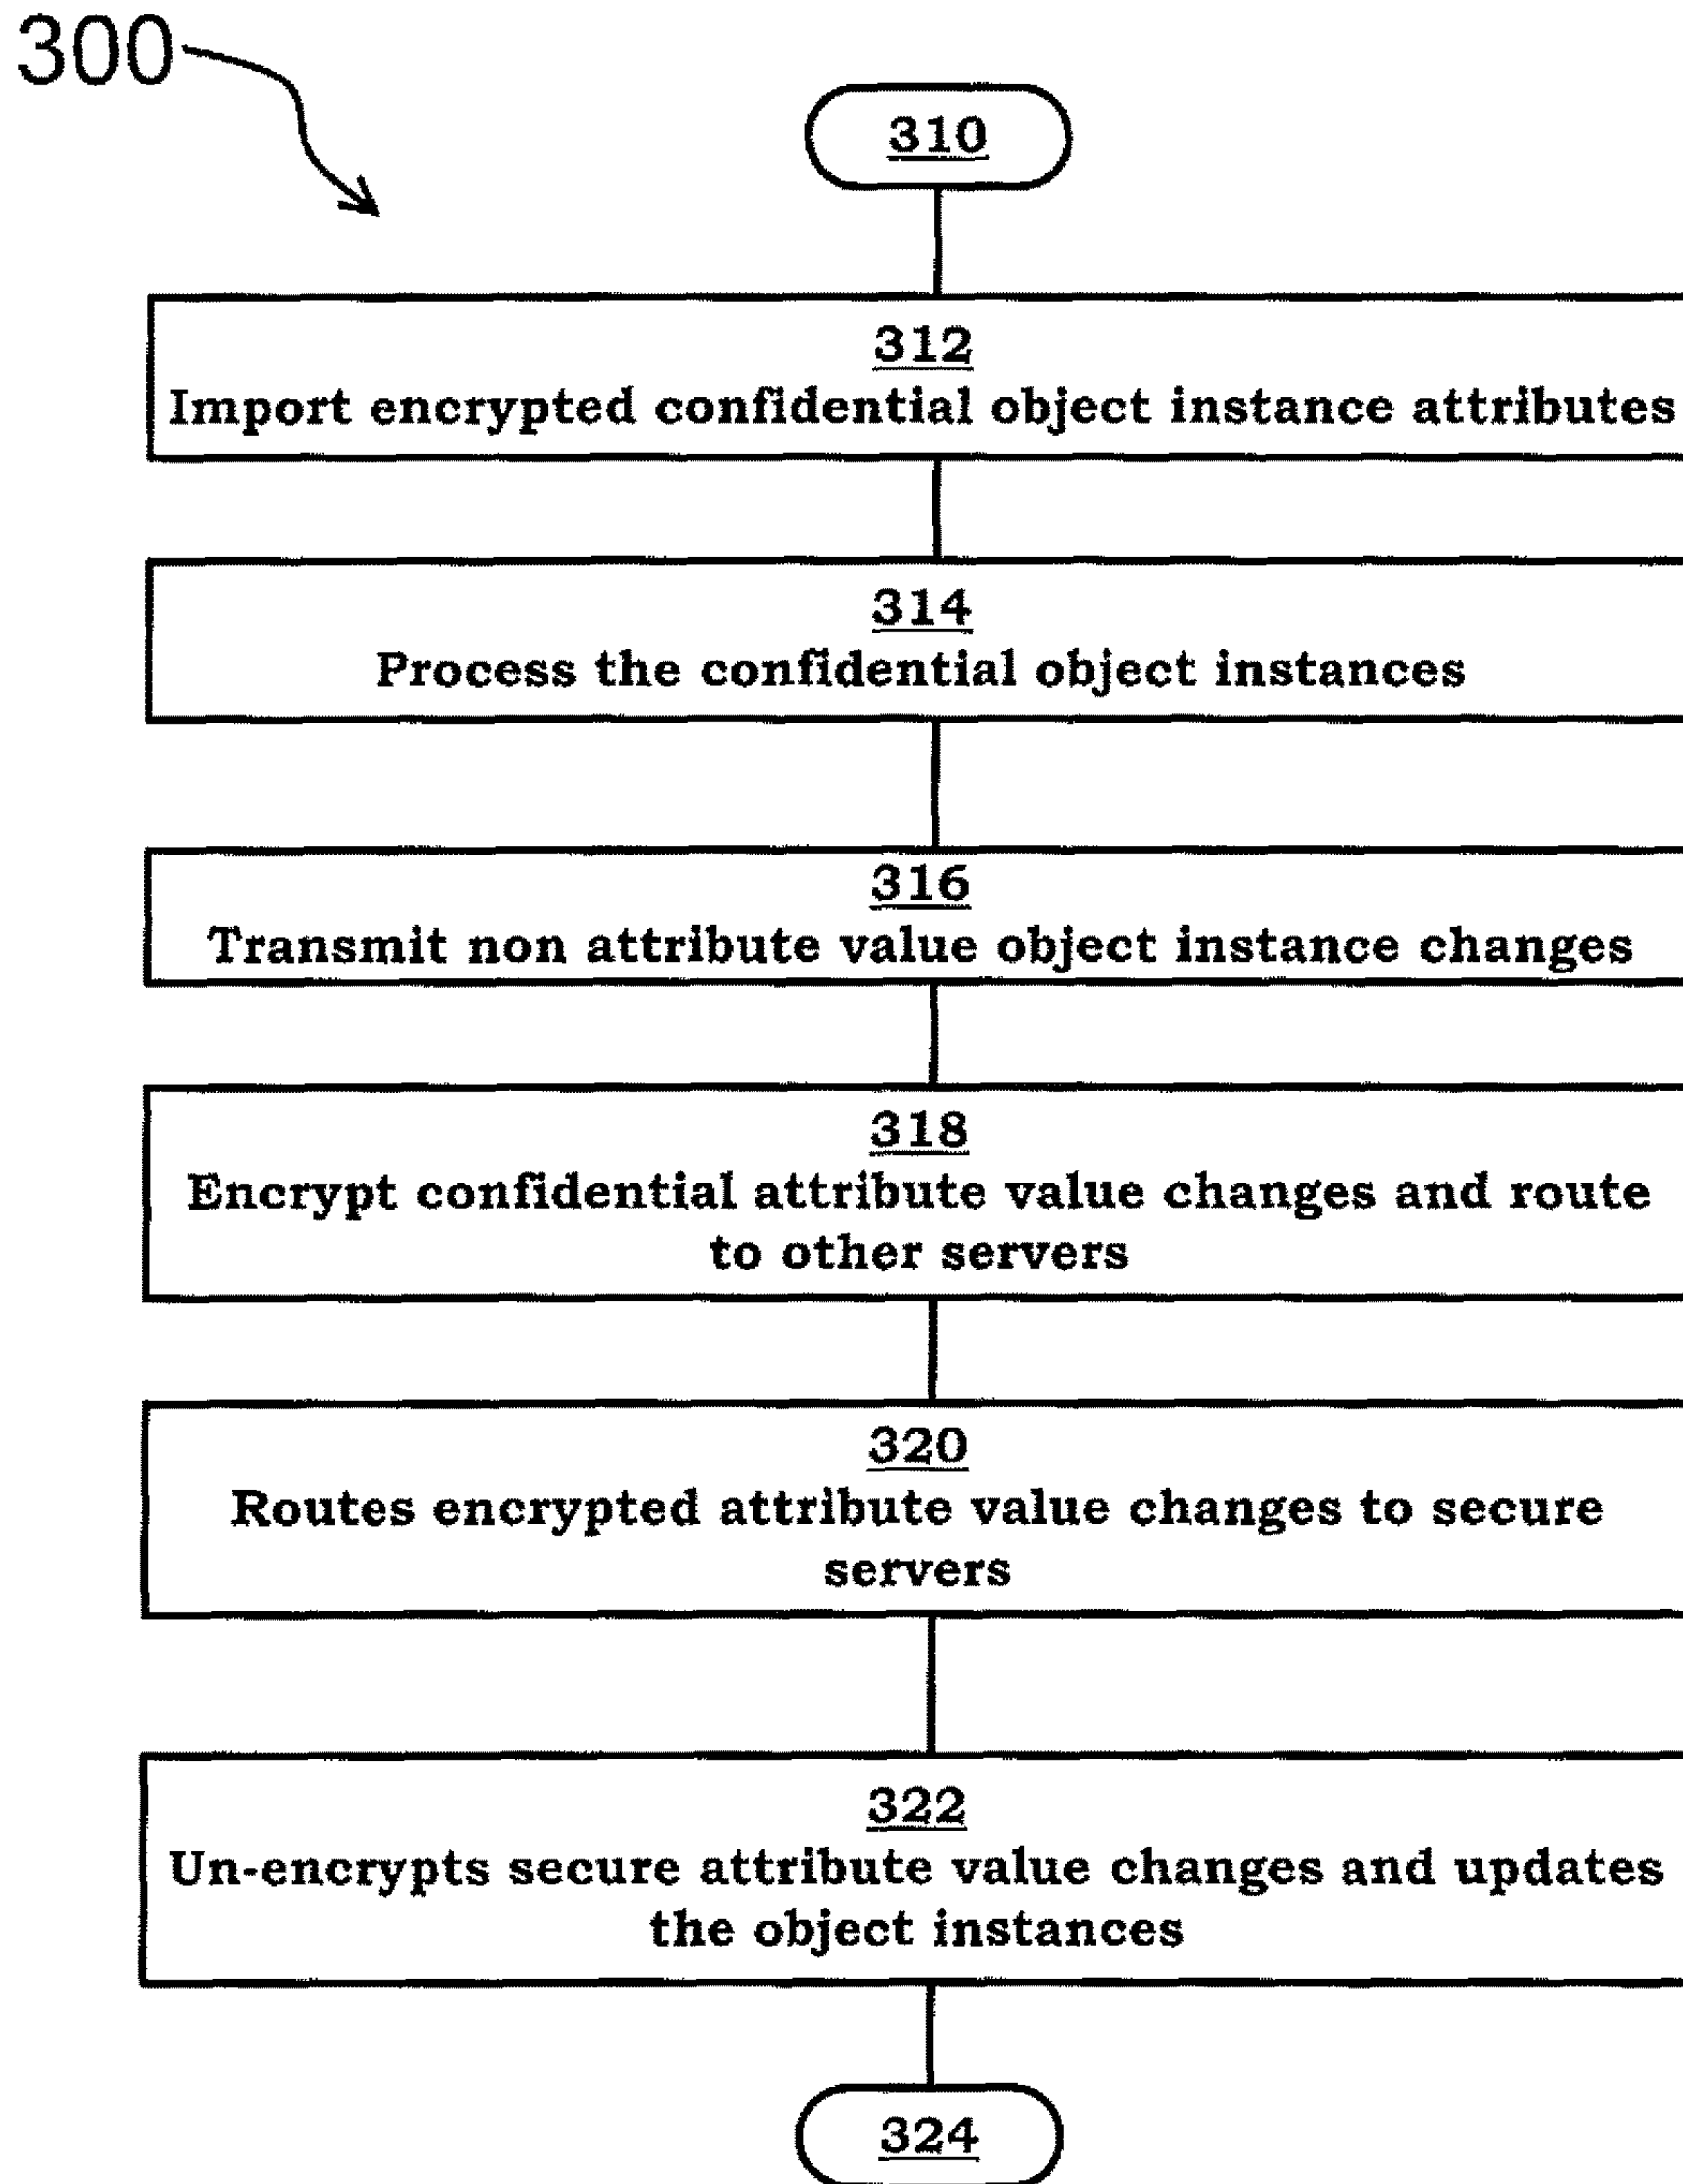 300
310
312
Import encrypted confidential object instance attributes
314
Process the confidential object instances
316
Transmit non attribute value object instance changes
318
Encrypt confidential attribute value changes and route
to other servers
320
Routes encrypted attribute value changes to secure
servers
322
Un-encrypts secure attribute value changes and updates
the object instances
324